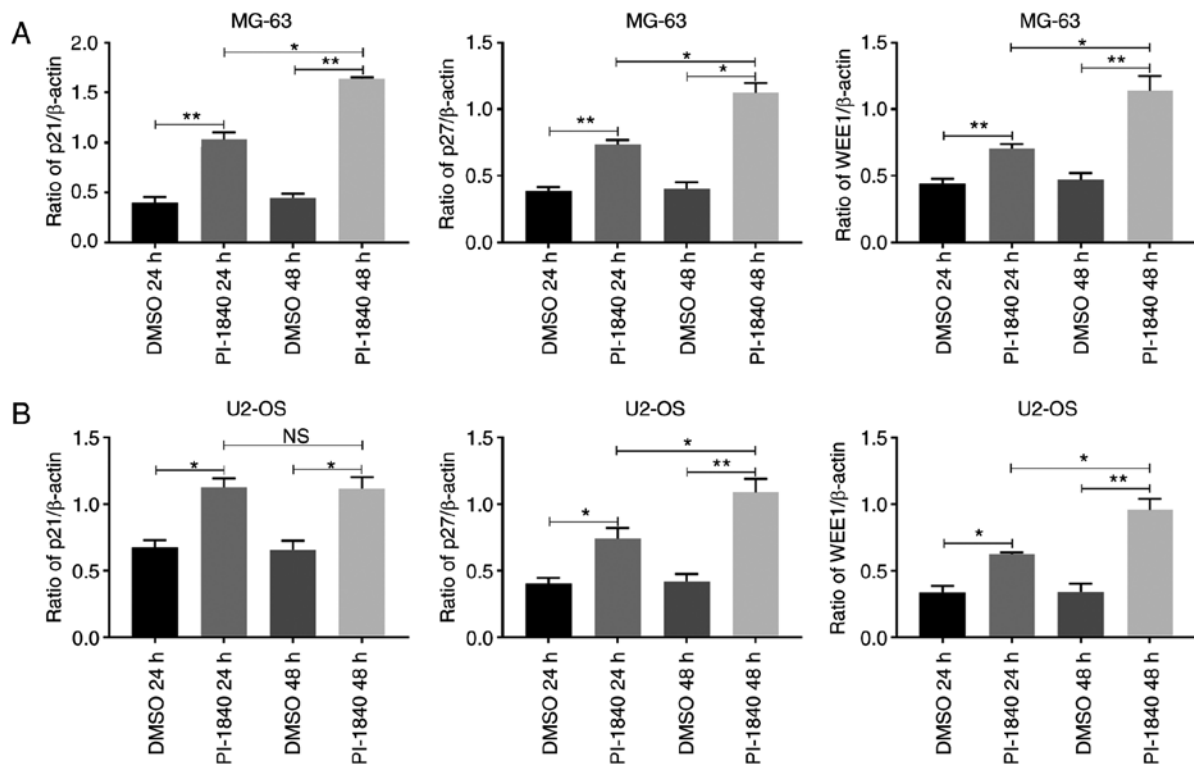 A
MG-63
Ratio of p21/β-actin
2.0
1.5
1.0
0.5
0.0
**
**
*
DMSO 24 h
PI-1840 24 h
DMSO 48 h
PI-1840 48 h
MG-63
Ratio of p27/β-actin
1.5
1.0
0.5
0.0
**
*
*
DMSO 24 h
PI-1840 24 h
DMSO 48 h
PI-1840 48 h
MG-63
Ratio of WEE1/β-actin
1.5
1.0
0.5
0.0
**
**
*
DMSO 24 h
PI-1840 24 h
DMSO 48 h
PI-1840 48 h
B
U2-OS
Ratio of p21/β-actin
1.5
1.0
0.5
0.0
*
NS
*
DMSO 24 h
PI-1840 24 h
DMSO 48 h
PI-1840 48 h
U2-OS
Ratio of p27/β-actin
1.5
1.0
0.5
0.0
*
*
**
DMSO 24 h
PI-1840 24 h
DMSO 48 h
PI-1840 48 h
U2-OS
Ratio of WEE1/β-actin
1.5
1.0
0.5
0.0
*
*
**
DMSO 24 h
PI-1840 24 h
DMSO 48 h
PI-1840 48 h